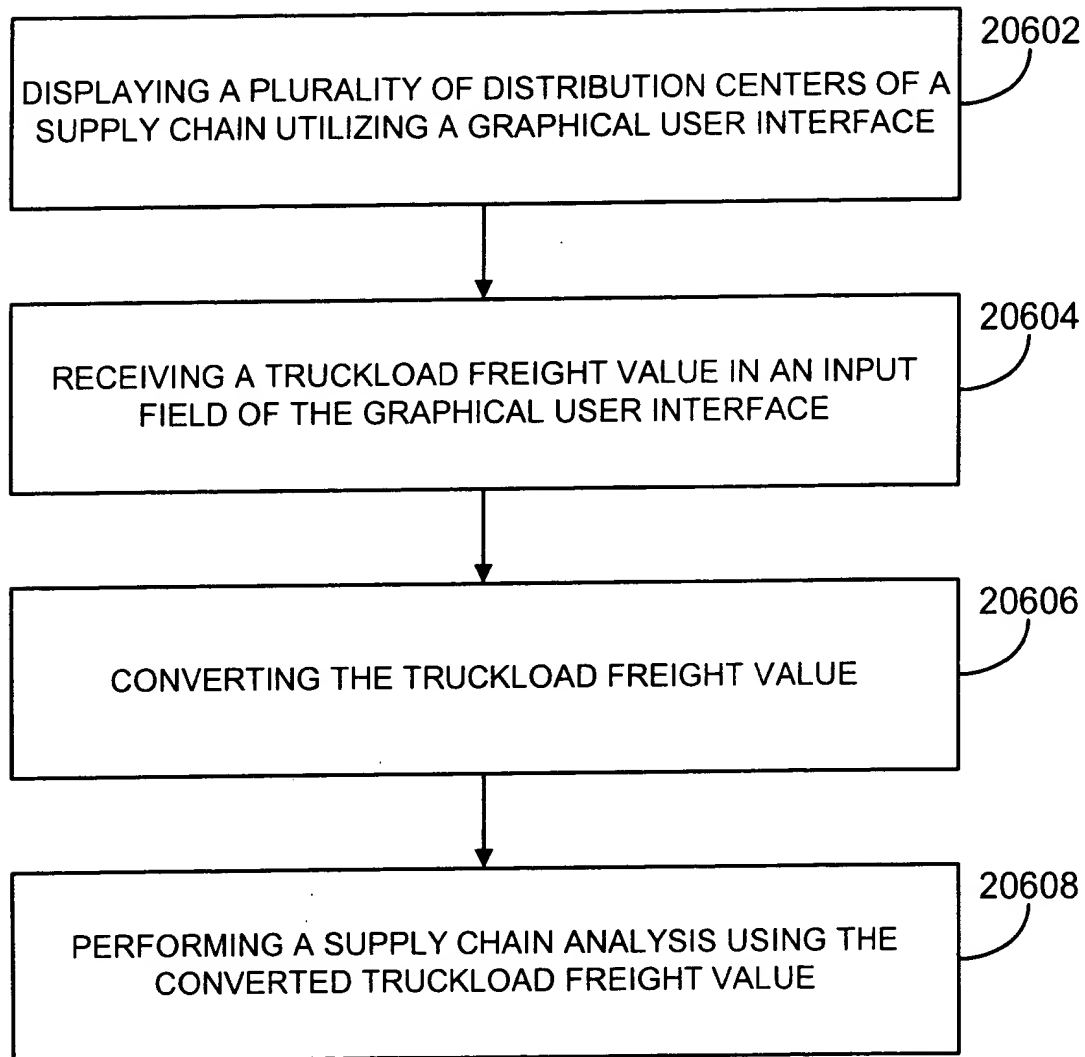 20602
DISPLAYING A PLURALITY OF DISTRIBUTION CENTERS OF A
SUPPLY CHAIN UTILIZING A GRAPHICAL USER INTERFACE
20604
RECEIVING A TRUCKLOAD FREIGHT VALUE IN AN INPUT
FIELD OF THE GRAPHICAL USER INTERFACE
20606
CONVERTING THE TRUCKLOAD FREIGHT VALUE
20608
PERFORMING A SUPPLY CHAIN ANALYSIS USING THE
CONVERTED TRUCKLOAD FREIGHT VALUE